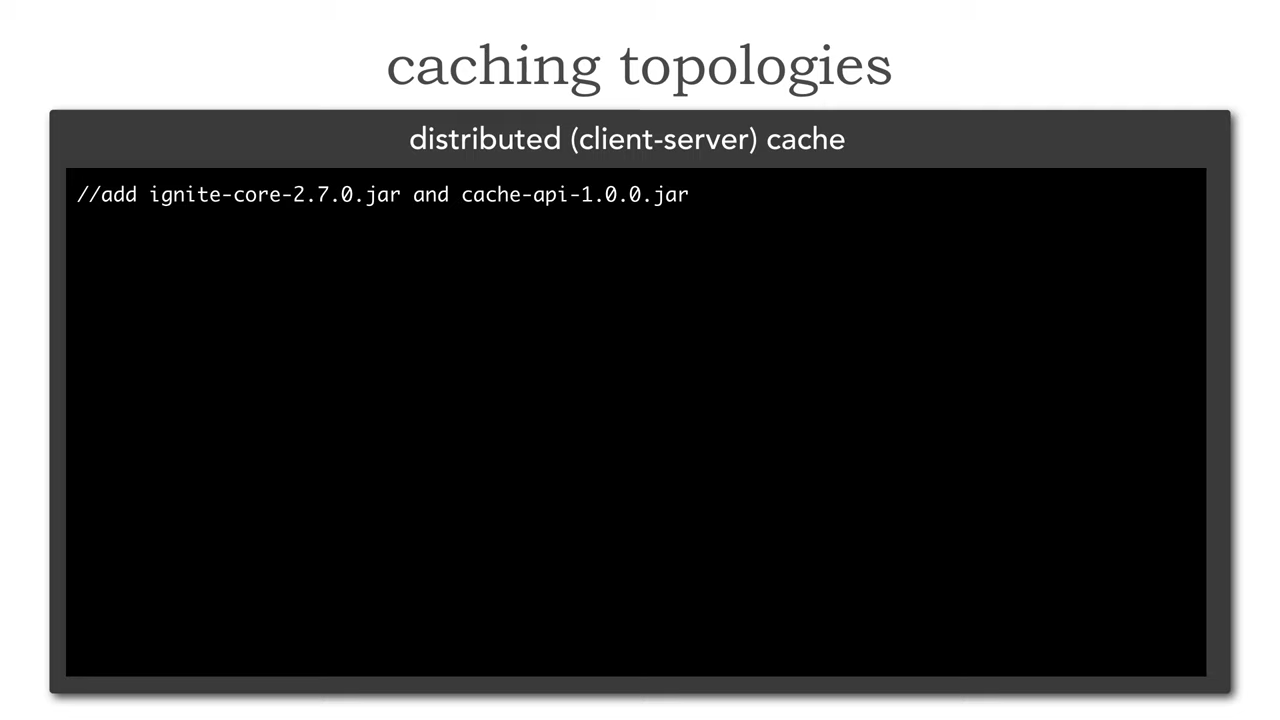 caching topologies
distributed (client-server) cache
//add ignite-core-2.7.0.jar and cache-api-1.0.0.jar